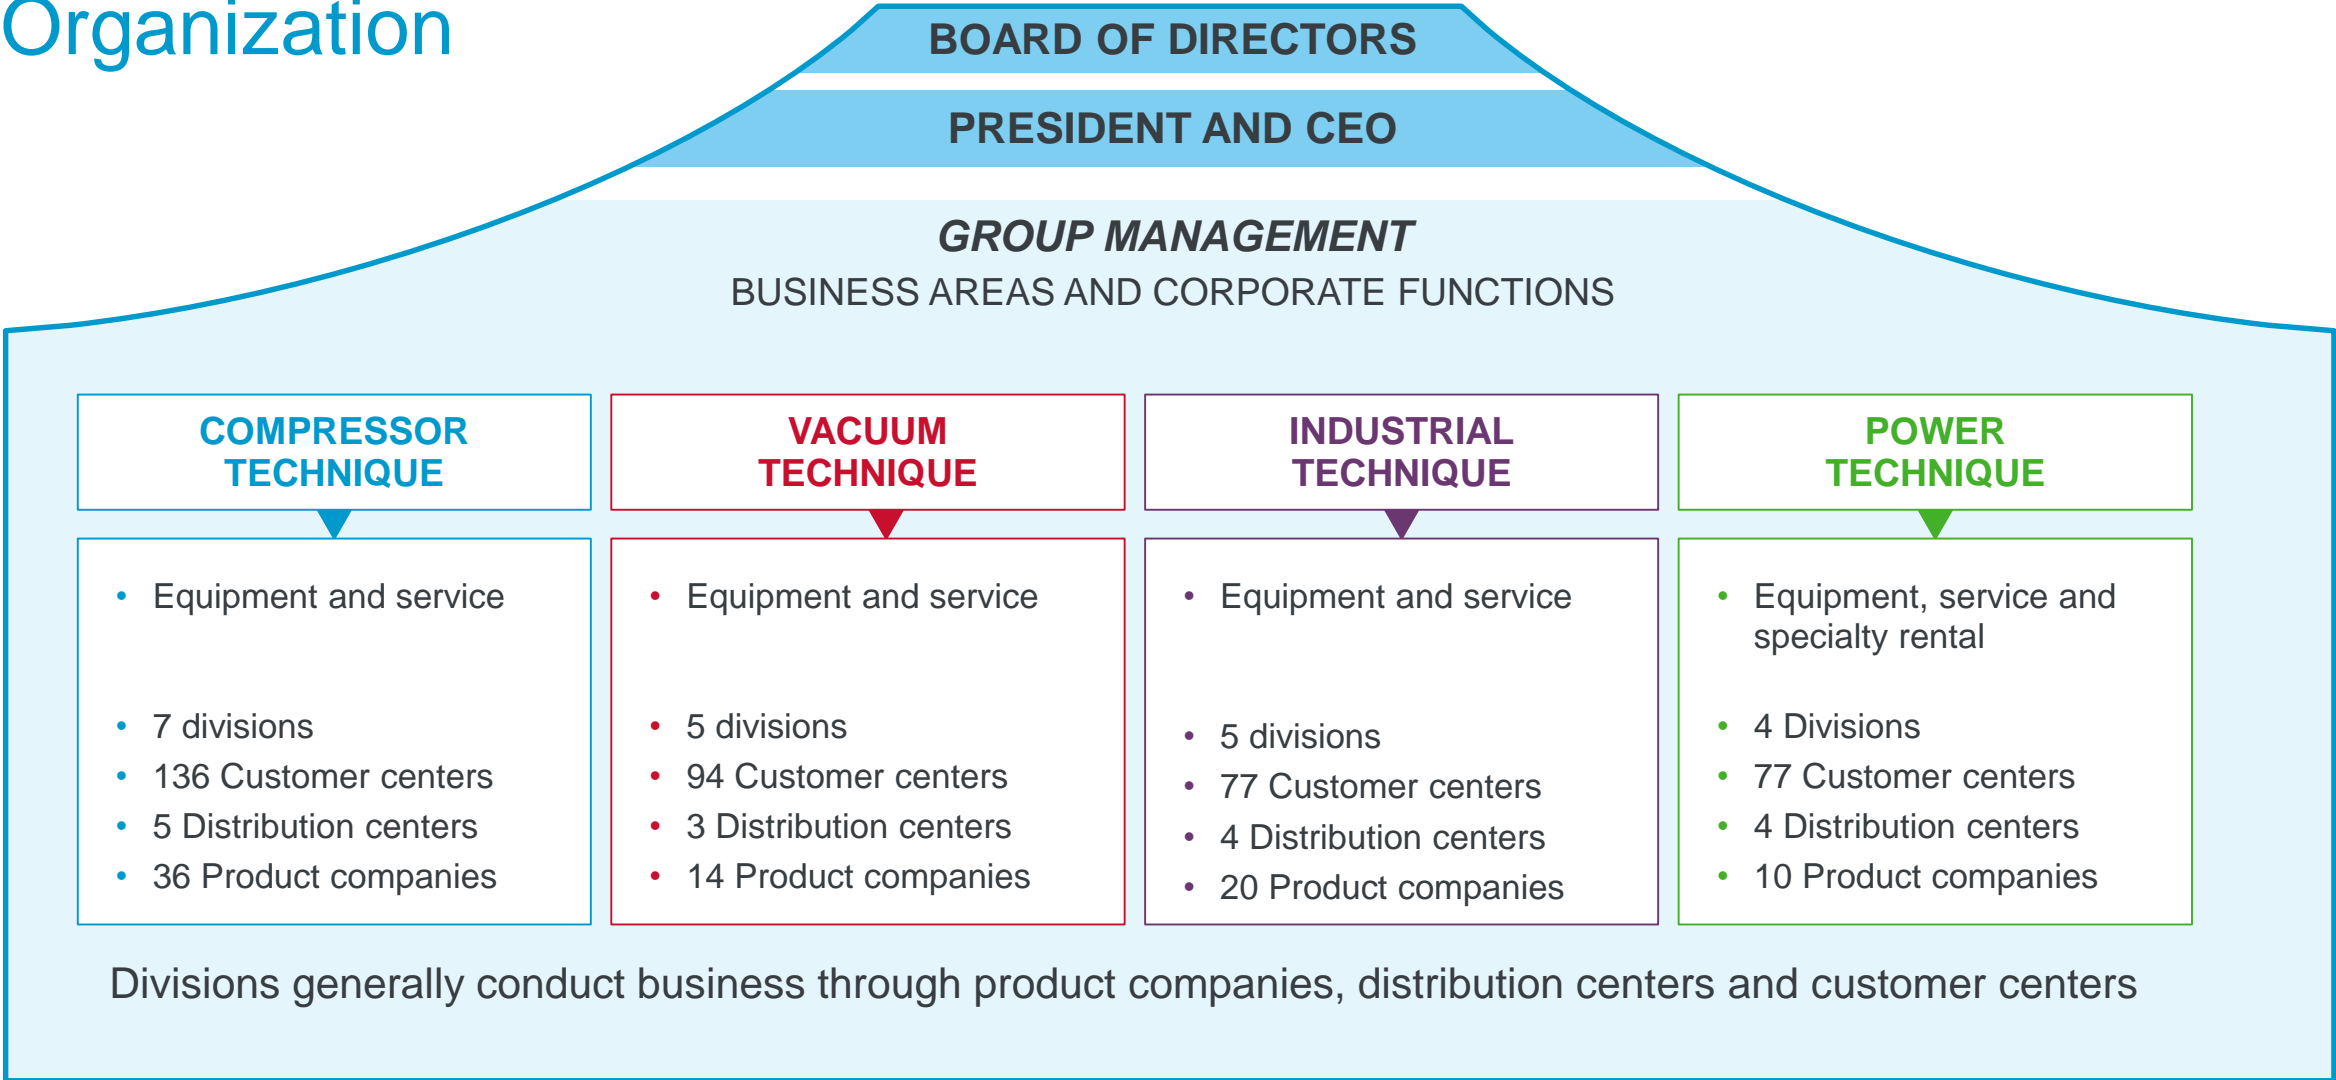 Organization
BOARD OF DIRECTORS
PRESIDENT AND CEO
GROUP MANAGEMENT
BUSINESS AREAS AND CORPORATE FUNCTIONS
COMPRESSOR
TECHNIQUE
• Equipment and service
• 7 divisions
• 136 Customer centers
• 5 Distribution centers
• 36 Product companies
VACUUM
TECHNIQUE
• Equipment and service
• 5 divisions
• 94 Customer centers
• 3 Distribution centers
• 14 Product companies
INDUSTRIAL
TECHNIQUE
• Equipment and service
• 5 divisions
• 77 Customer centers
• 4 Distribution centers
• 20 Product companies
POWER
TECHNIQUE
• Equipment, service and
specialty rental
• 4 Divisions
• 77 Customer centers
• 4 Distribution centers
• 10 Product companies
Divisions generally conduct business through product companies, distribution centers and customer centers